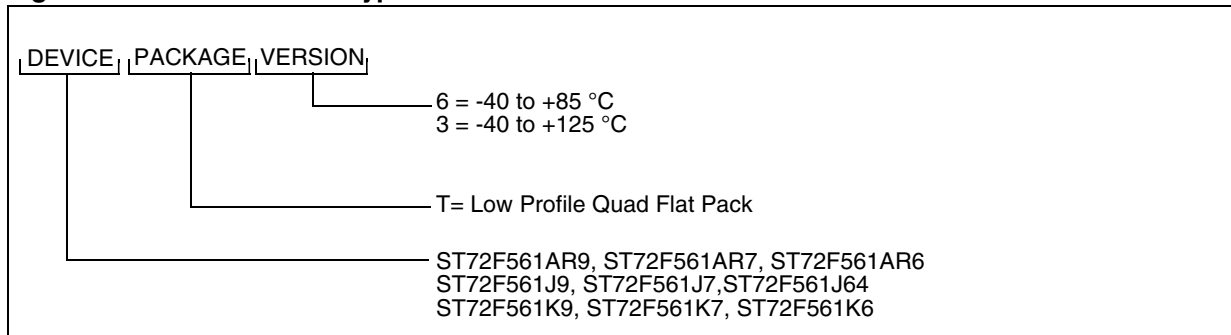 DEVICE PACKAGE VERSION
6 = -40 to +85 °C
3 = -40 to +125 °C
T= Low Profile Quad Flat Pack
ST72F561AR9, ST72F561AR7, ST72F561AR6
ST72F561J9, ST72F561J7,ST72F561J64
ST72F561K9, ST72F561K7, ST72F561K6